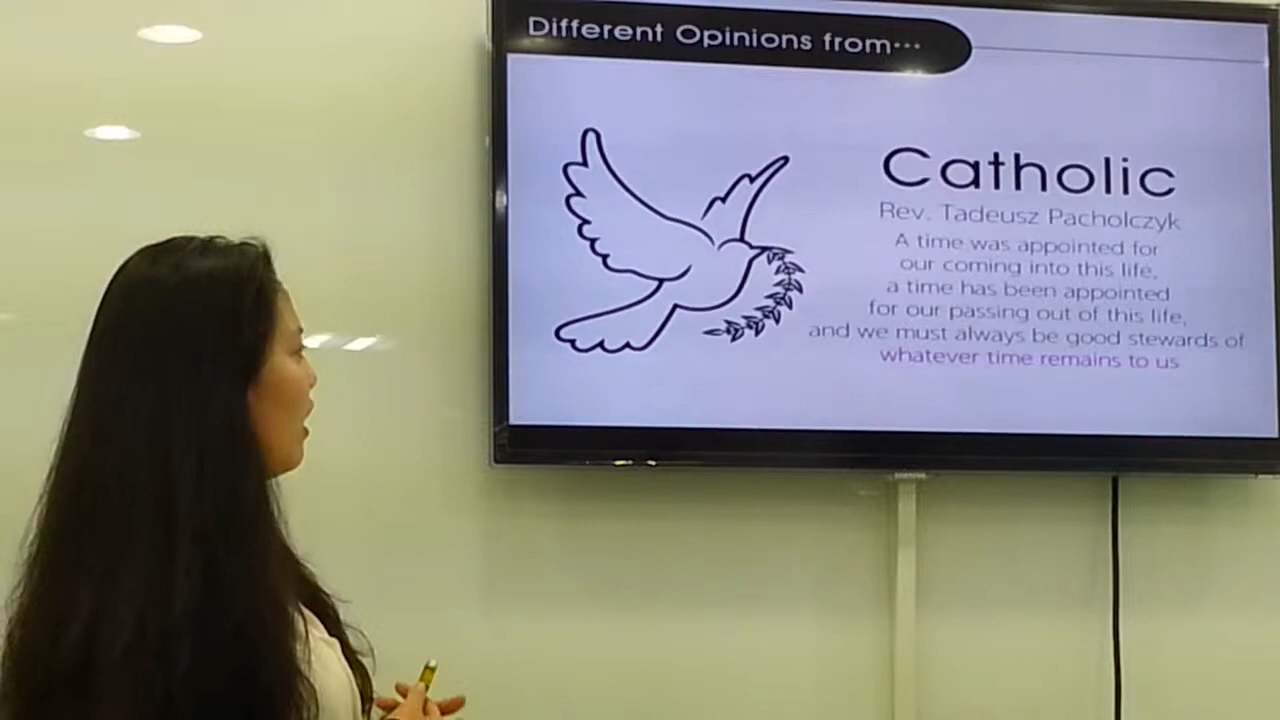 Different Opinions from...
Catholic
Rev. Tadeusz Pacholczyk
A time was appointed for
our coming into this life,
a time has been appointed
for our passing out of this life,
and we must always be good stewards of
whatever time remains to us